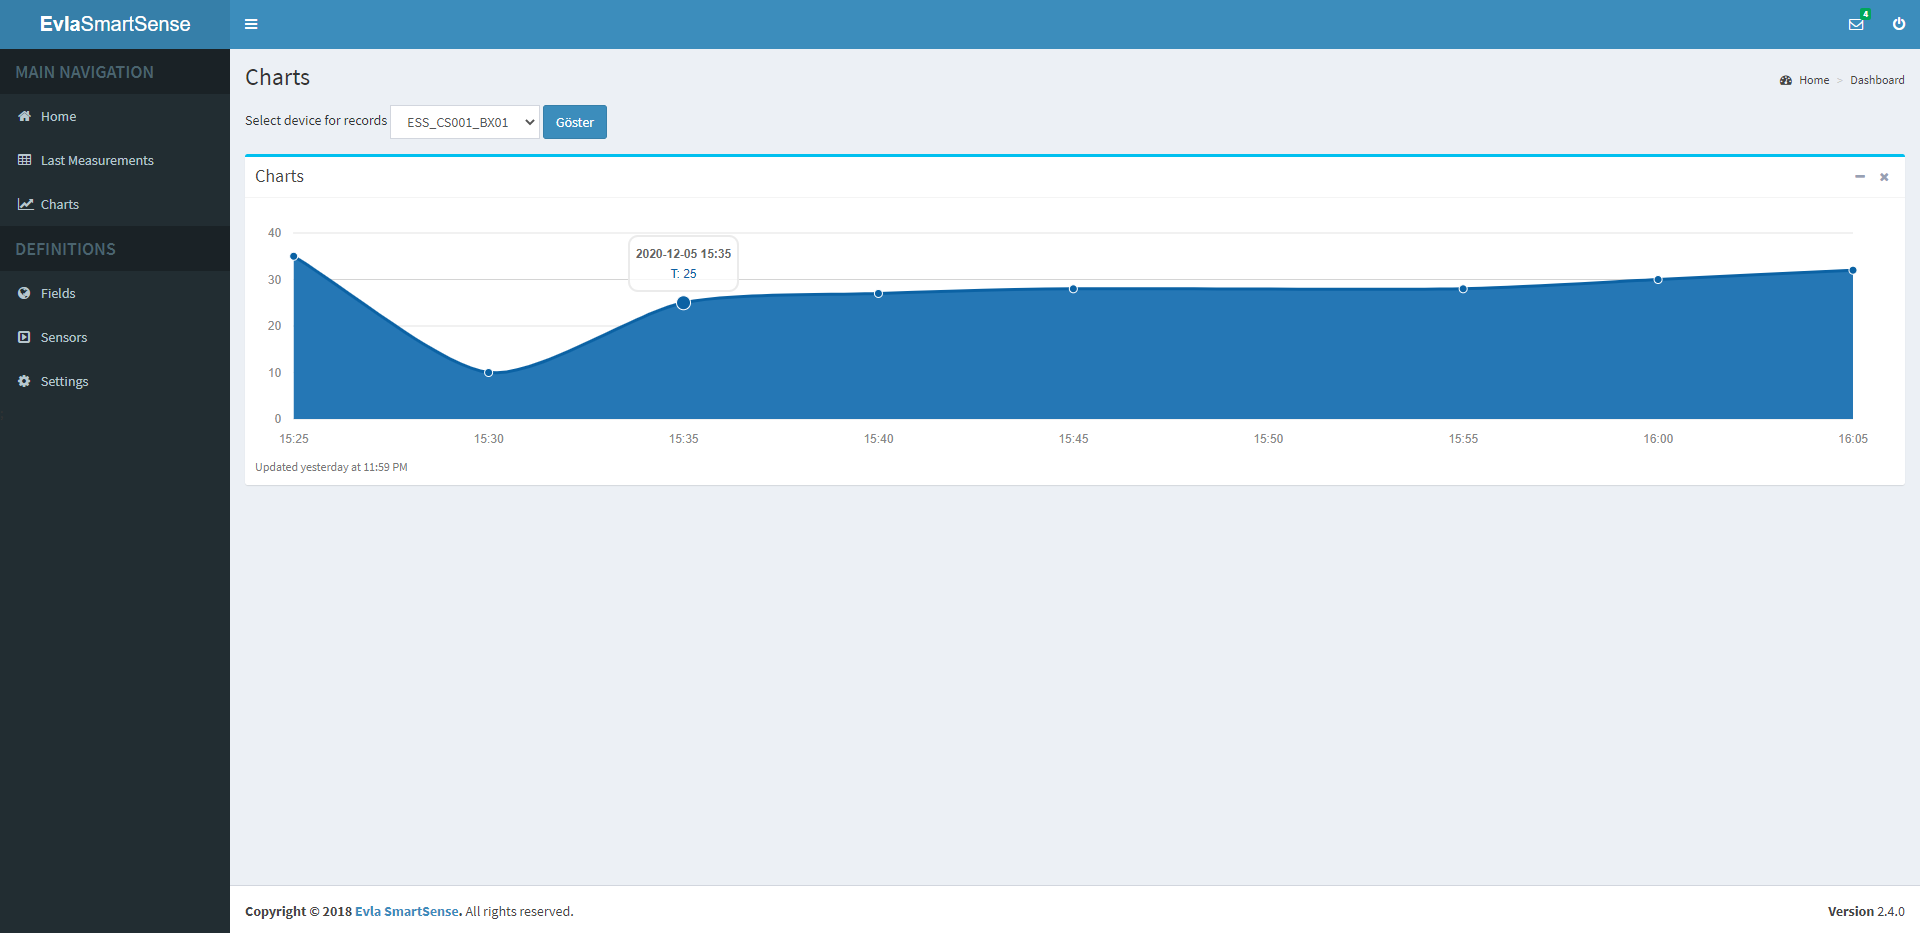 EvlaSmartSense
4
MAIN NAVIGATION
Home
Last Measurements
Charts
DEFINITIONS
Fields
Sensors
Settings
Charts
Home > Dashboard
Select device for records ESS_CS001_BX01 Göster
Charts
40
30
20
10
0
2020-12-05 15:35
T: 25
15:25 15:30 15:35 15:40 15:45 15:50 15:55 16:00 16:05
Updated yesterday at 11:59 PM
Copyright © 2018 Evla SmartSense. All rights reserved.
Version 2.4.0